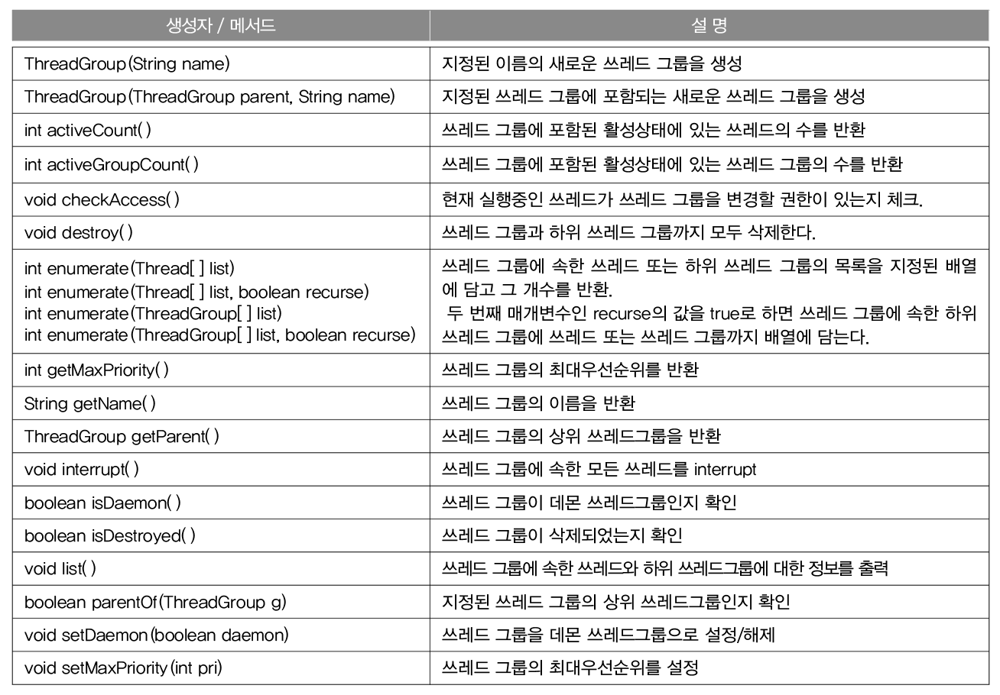 생성자 / 메서드 설 명
ThreadGroup(String name) 지정된 이름의 새로운 쓰레드 그룹을 생성
ThreadGroup(ThreadGroup parent, String name) 지정된 쓰레드 그룹에 포함되는 새로운 쓰레드 그룹을 생성
int activeCount( ) 쓰레드 그룹에 포함된 활성상태에 있는 쓰레드의 수를 반환
int activeGroupCount( ) 쓰레드 그룹에 포함된 활성상태에 있는 쓰레드 그룹의 수를 반환
void checkAccess( ) 현재 실행중인 쓰레드가 쓰레드 그룹을 변경할 권한이 있는지 체크.
void destroy( ) 쓰레드 그룹과 하위 쓰레드 그룹까지 모두 삭제한다.
int enumerate(Thread[ ] list)
int enumerate(Thread[ ] list, boolean recurse)
int enumerate(ThreadGroup[ ] list)
int enumerate(ThreadGroup[ ] list, boolean recurse)
쓰레드 그룹에 속한 쓰레드 또는 하위 쓰레드 그룹의 목록을 지정된 배열
에 담고 그 개수를 반환.
두 번째 매개변수인 recurse의 값을 true로 하면 쓰레드 그룹에 속한 하위
쓰레드 그룹에 쓰레드 또는 쓰레드 그룹까지 배열에 담는다.
int getMaxPriority( ) 쓰레드 그룹의 최대우선순위를 반환
String getName( ) 쓰레드 그룹의 이름을 반환
ThreadGroup getParent( ) 쓰레드 그룹의 상위 쓰레드그룹을 반환
void interrupt( ) 쓰레드 그룹에 속한 모든 쓰레드를 interrupt
boolean isDaemon( ) 쓰레드 그룹이 데몬 쓰레드그룹인지 확인
boolean isDestroyed( ) 쓰레드 그룹이 삭제되었는지 확인
void list( ) 쓰레드 그룹에 속한 쓰레드와 하위 쓰레드그룹에 대한 정보를 출력
boolean parentOf(ThreadGroup g) 지정된 쓰레드 그룹의 상위 쓰레드그룹인지 확인
void setDaemon(boolean daemon) 쓰레드 그룹을 데몬 쓰레드그룹으로 설정/해제
void setMaxPriority(int pri) 쓰레드 그룹의 최대우선순위를 설정